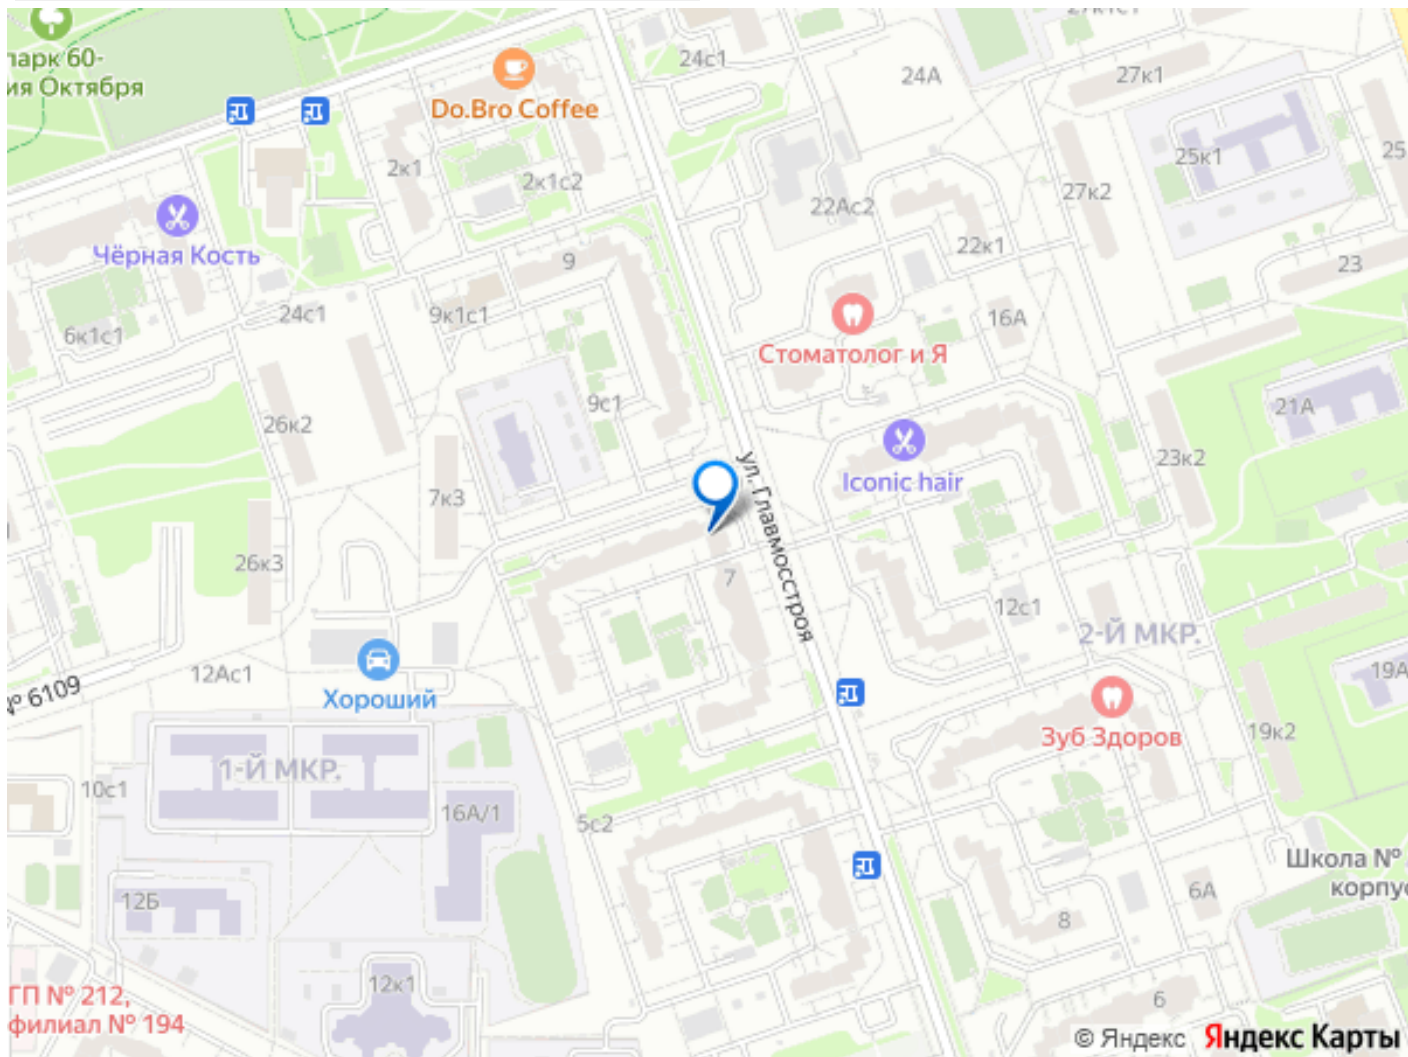 парк 60-
ия Октября
Do.Bro Coffee
24с1
24А
27к1
25к1
25
2к1
2к1с2
22Ас2
27к2
22к1
Чёрная Кость
9
23
24с1
9к1с1
16А
6к1с1
Стоматолог и Я
9с1
21А
26к2
Iconic hair
23к2
7к3
ул. Главмосстроя
26к3
7
12с1
2-Й МКР.
12Ас1
№ 6109
Хороший
19А
Зуб Здоров
19к2
1-Й МКР.
10с1
16А/1
5с2
Школа №
корпус
12Б
6А
8
12к1
ГП № 212,
филиал № 194
6
© Яндекс Яндекс Карты